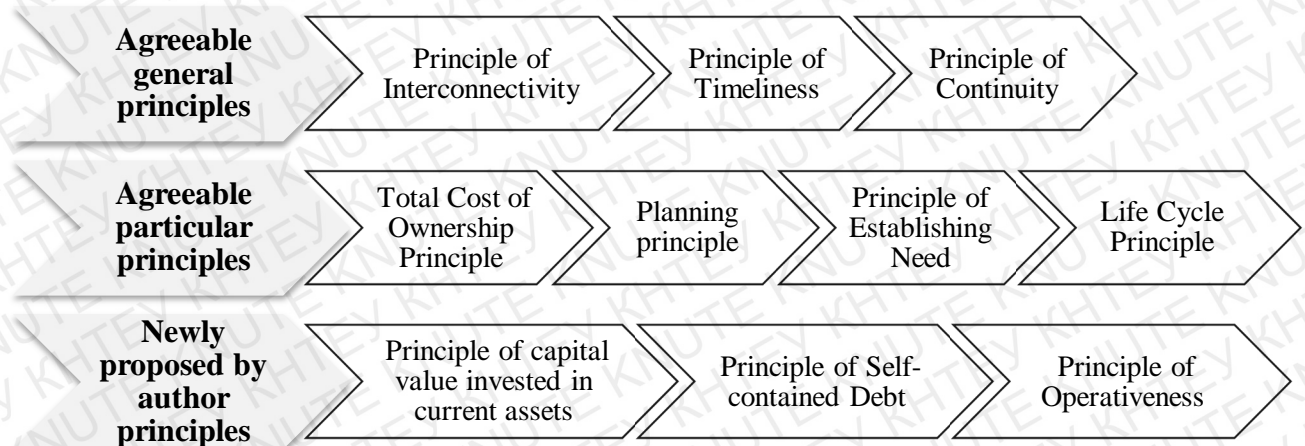 Agreeable
general
principles
Principle of
Interconnectivity
Principle of
Timeliness
Principle of
Continuity
Agreeable
particular
principles
Total Cost of
Ownership
Principle
Planning
principle
Principle of
Establishing
Need
Life Cycle
Principle
Newly
proposed by
author
principles
Principle of capital
value invested in
current assets
Principle of Self-
contained Debt
Principle of
Operativeness